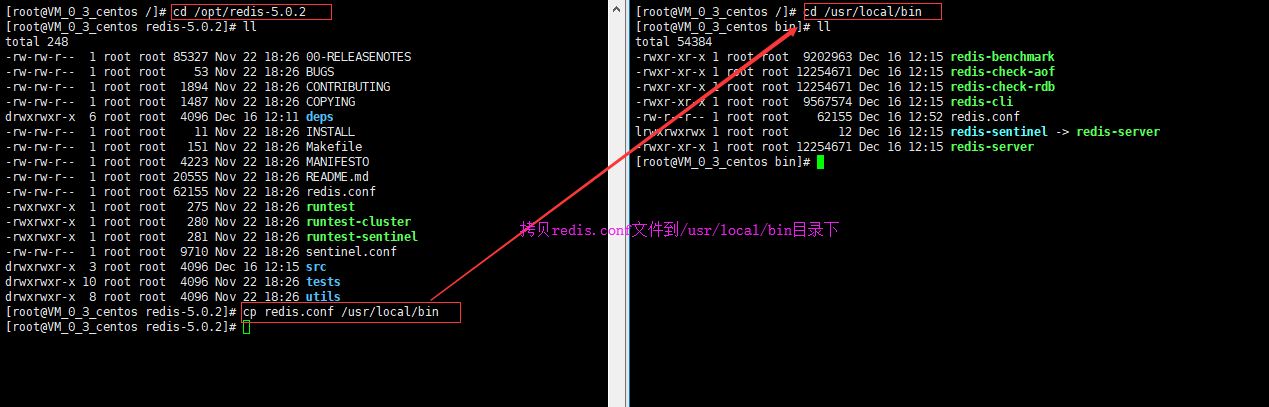 [root@VM_0_3_centos /]# cd /opt/redis-5.0.2
[root@VM_0_3_centos redis-5.0.2]# ll
total 248
-rw-rw-r--  1 root root 85327 Nov 22 18:26 00-RELEASENOTES
-rw-rw-r--  1 root root    53 Nov 22 18:26 BUGS
-rw-rw-r--  1 root root  1894 Nov 22 18:26 CONTRIBUTING
-rw-rw-r--  1 root root  1487 Nov 22 18:26 COPYING
drwxrwxr-x  6 root root  4096 Dec 16 12:11 deps
-rw-rw-r--  1 root root    11 Nov 22 18:26 INSTALL
-rw-rw-r--  1 root root   151 Nov 22 18:26 Makefile
-rw-rw-r--  1 root root  4223 Nov 22 18:26 MANIFESTO
-rw-rw-r--  1 root root 20555 Nov 22 18:26 README.md
-rw-rw-r--  1 root root 62155 Nov 22 18:26 redis.conf
-rwxrwxr-x  1 root root   275 Nov 22 18:26 runtest
-rwxrwxr-x  1 root root   280 Nov 22 18:26 runtest-cluster
-rwxrwxr-x  1 root root   281 Nov 22 18:26 runtest-sentinel
-rw-rw-r--  1 root root  9710 Nov 22 18:26 sentinel.conf
drwxrwxr-x  3 root root  4096 Dec 16 12:15 src
drwxrwxr-x 10 root root  4096 Nov 22 18:26 tests
drwxrwxr-x  8 root root  4096 Nov 22 18:26 utils
[root@VM_0_3_centos redis-5.0.2]# cp redis.conf /usr/local/bin
[root@VM_0_3_centos redis-5.0.2]#
[root@VM_0_3_centos /]# cd /usr/local/bin
[root@VM_0_3_centos bin]# ll
total 54384
-rwxr-xr-x 1 root root  9202963 Dec 16 12:15 redis-benchmark
-rwxr-xr-x 1 root root 12254671 Dec 16 12:15 redis-check-aof
-rwxr-xr-x 1 root root 12254671 Dec 16 12:15 redis-check-rdb
-rwxr-xr-x 1 root root  9567574 Dec 16 12:15 redis-cli
-rw-r--r-- 1 root root    62155 Dec 16 12:52 redis.conf
lrwxrwxrwx 1 root root       12 Dec 16 12:15 redis-sentinel -> redis-server
-rwxr-xr-x 1 root root 12254671 Dec 16 12:15 redis-server
[root@VM_0_3_centos bin]#
拷贝redis.conf文件到/usr/local/bin目录下